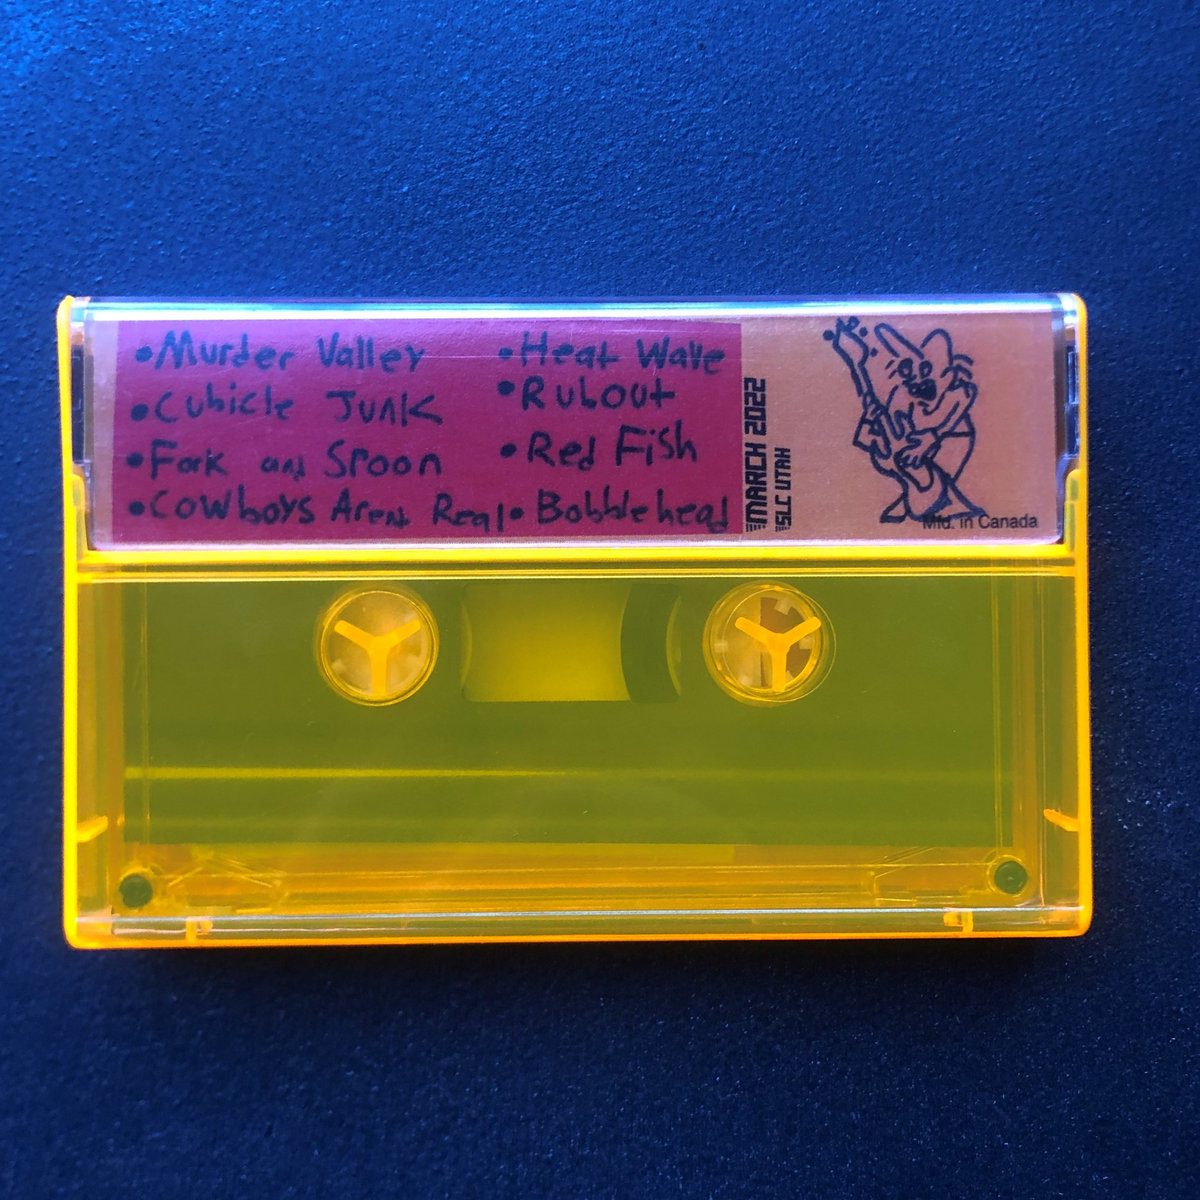 •Murder Valley
•Cubicle Junk
•Fork and Spoon
•Cowboys Arent Real
•Heat Wave
•Rubout
•Red Fish
•Bobblehead
MARCH 2022
SLC UTAH
Mfd. in Canada